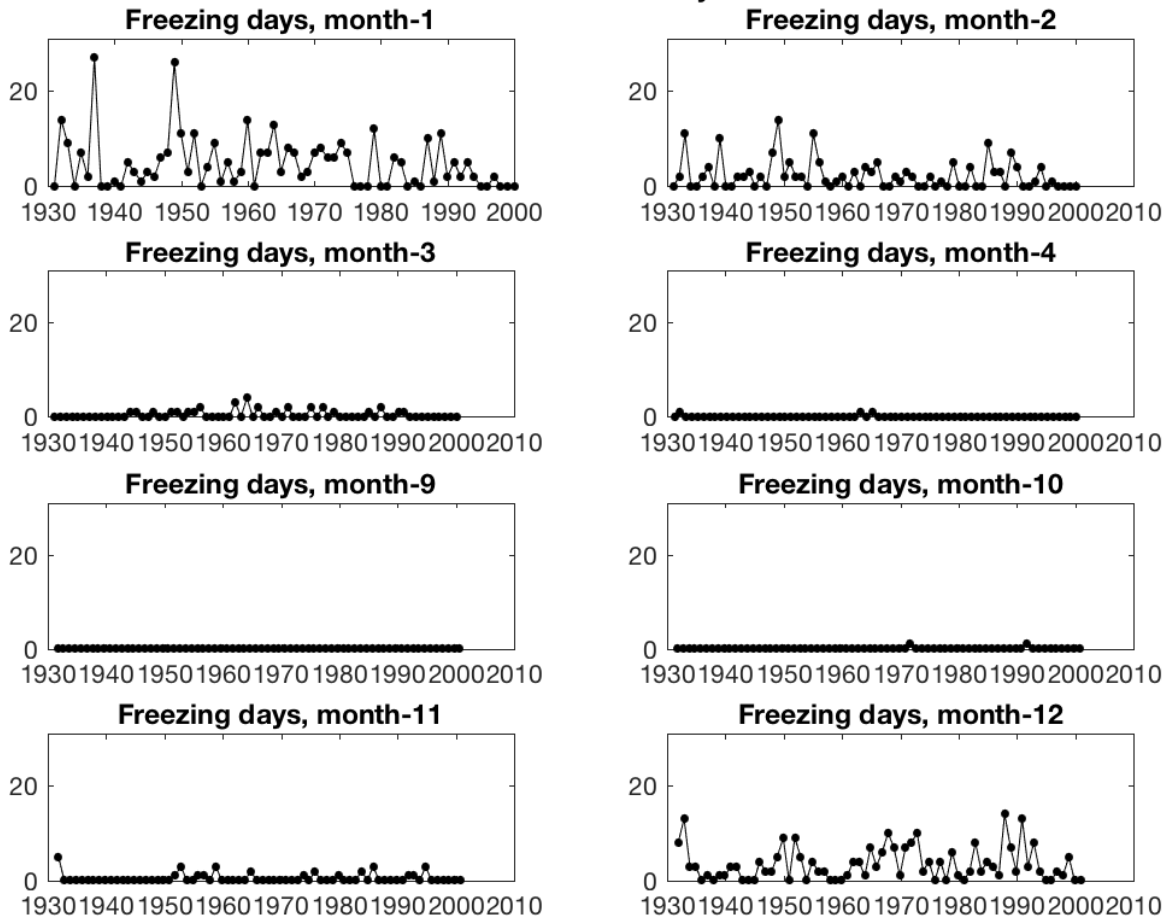 Freezing days, month-1
20
0
1930 1940 1950 1960 1970 1980 1990 2000
Freezing days, month-2
20
0
1930 1940 1950 1960 1970 1980 1990 2000 2010
Freezing days, month-3
20
0
1930 1940 1950 1960 1970 1980 1990 2000 2010
Freezing days, month-4
20
0
1930 1940 1950 1960 1970 1980 1990 2000 2010
Freezing days, month-9
20
0
1930 1940 1950 1960 1970 1980 1990 2000 2010
Freezing days, month-10
20
0
1930 1940 1950 1960 1970 1980 1990 2000 2010
Freezing days, month-11
20
0
1930 1940 1950 1960 1970 1980 1990 2000 2010
Freezing days, month-12
20
0
1930 1940 1950 1960 1970 1980 1990 2000 2010